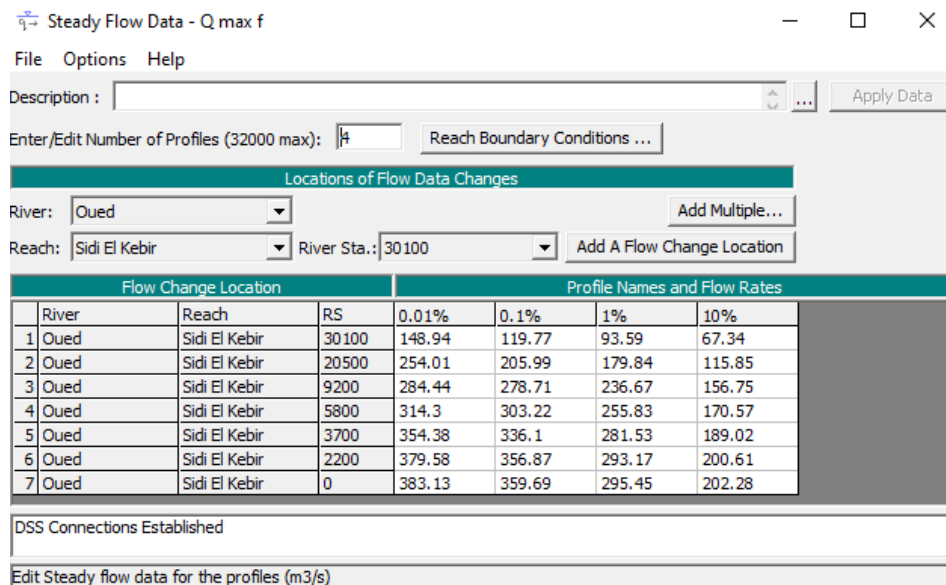 Steady Flow Data - Q max f
File Options Help
Description :
... Apply Data
Enter/Edit Number of Profiles (32000 max): 4 Reach Boundary Conditions ...
Locations of Flow Data Changes
River: Oued Add Multiple...
Reach: Sidi El Kebir River Sta.: 30100 Add A Flow Change Location
Flow Change Location Profile Names and Flow Rates
River Reach RS 0.01% 0.1% 1% 10%
1 Oued Sidi El Kebir 30100 148.94 119.77 93.59 67.34
2 Oued Sidi El Kebir 20500 254.01 205.99 179.84 115.85
3 Oued Sidi El Kebir 9200 284.44 278.71 236.67 156.75
4 Oued Sidi El Kebir 5800 314.3 303.22 255.83 170.57
5 Oued Sidi El Kebir 3700 354.38 336.1 281.53 189.02
6 Oued Sidi El Kebir 2200 379.58 356.87 293.17 200.61
7 Oued Sidi El Kebir 0 383.13 359.69 295.45 202.28
DSS Connections Established
Edit Steady flow data for the profiles (m3/s)